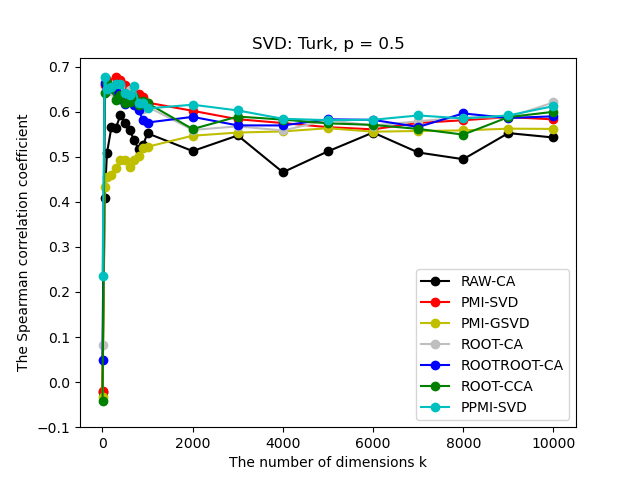 SVD: Turk, p = 0.5
The Spearman correlation coefficient
0.7
0.6
0.5
0.4
0.3
0.2
0.1
0.0
−0.1
RAW-CA
PMI-SVD
PMI-GSVD
ROOT-CA
ROOTROOT-CA
ROOT-CCA
PPMI-SVD
0 2000 4000 6000 8000 10000
The number of dimensions k